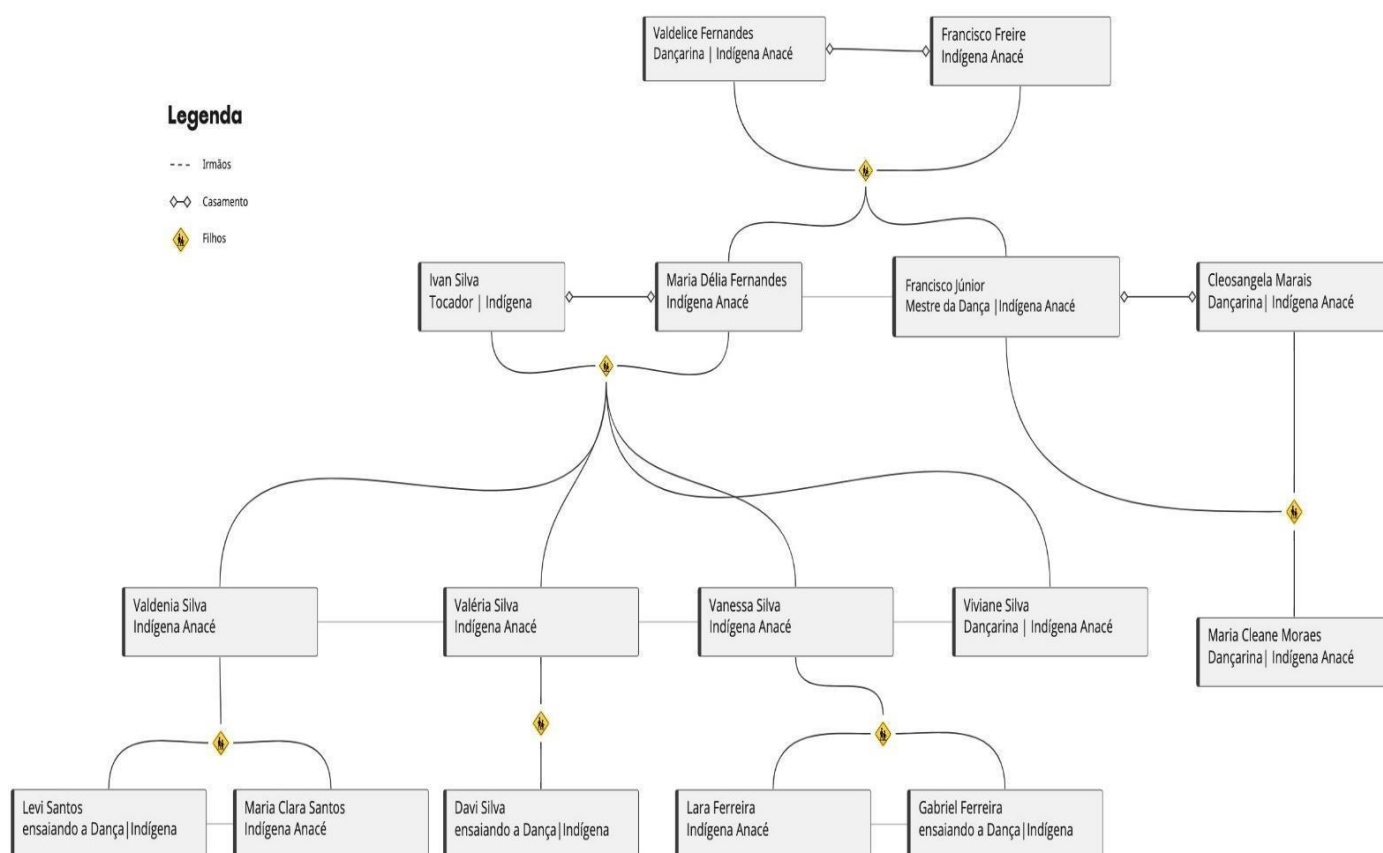 Valdelice Fernandes
Dançarina | Indígena Anacé
Francisco Freire
Indígena Anacé
Legenda
Irmãos
Casamento
Filhos
Ivan Silva
Tocador | Indígena
Maria Délia Fernandes
Indígena Anacé
Francisco Júnior
Mestre da Dança |Indígena Anacé
Cleosangela Marais
Dançarina| Indígena Anacé
Valdenia Silva
Indígena Anacé
Valéria Silva
Indígena Anacé
Vanessa Silva
Indígena Anacé
Viviane Silva
Dançarina | Indígena Anacé
Maria Cleane Moraes
Dançarina| Indígena Anacé
Levi Santos
ensaiando a Dança|Indígena
Maria Clara Santos
Indígena Anacé
Davi Silva
ensaiando a Dança|Indígena
Lara Ferreira
Indígena Anacé
Gabriel Ferreira
ensaiando a Dança|Indígena